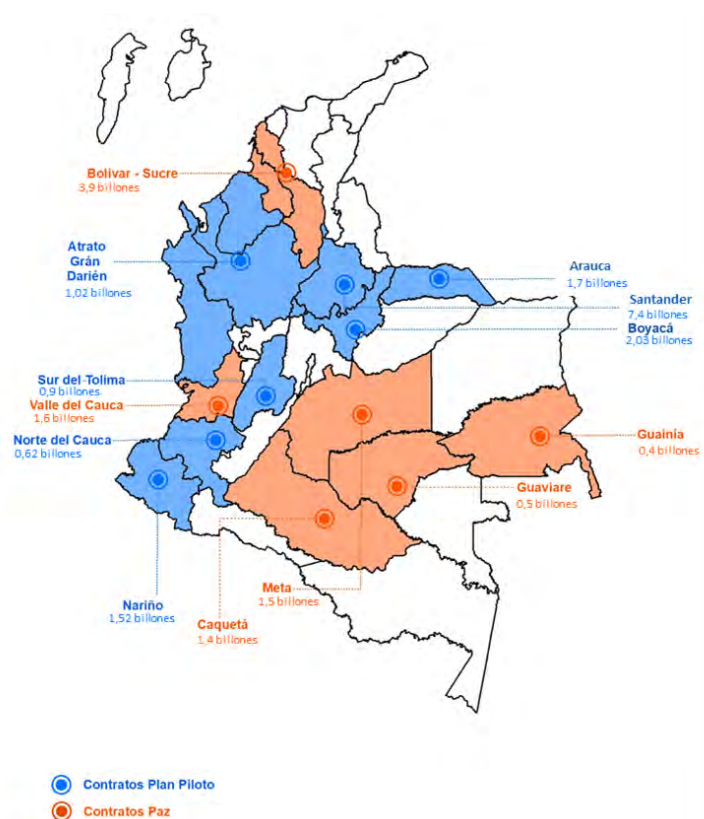 Bolivar - Sucre
3,9 billones
Atrato
Grán
Darién
1,02 billones
Arauca
1,7 billones
Santander
7,4 billones
Boyacá
2,03 billones
Sur del Tolima
0,9 billones
Valle del Cauca
1,6 billones
Norte del Cauca
0,62 billones
Guainía
0,4 billones
Guaviare
0,5 billones
Meta
1,5 billones
Nariño
1,52 billones
Caquetá
1,4 billones
Contratos Plan Piloto
Contratos Paz